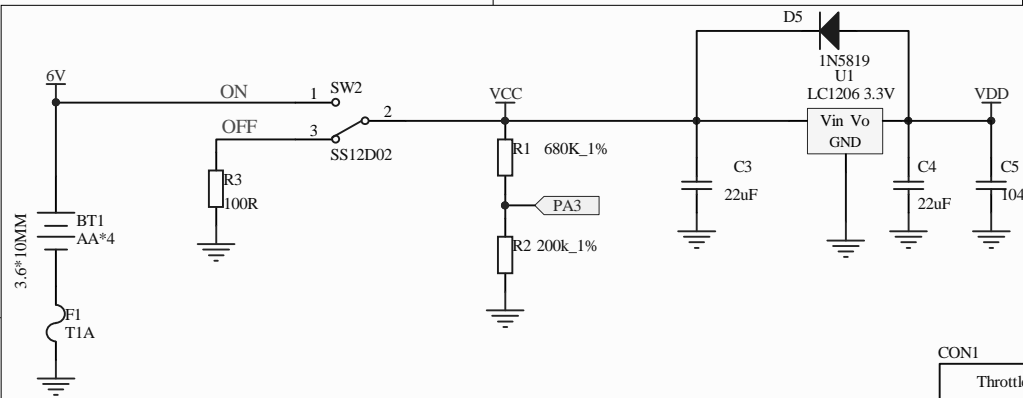 D5
1N5819
6V
ON
1
SW2
VCC
U1
LC1206 3.3V
VDD
2
Vin Vo
GND
OFF
3
SS12D02
R1 680K_1%
R3
100R
C3
22uF
C4
22uF
C5
104
PA3
3.6*10MM
BT1
AA*4
R2 200k_1%
F1
T1A
CON1
Throttle